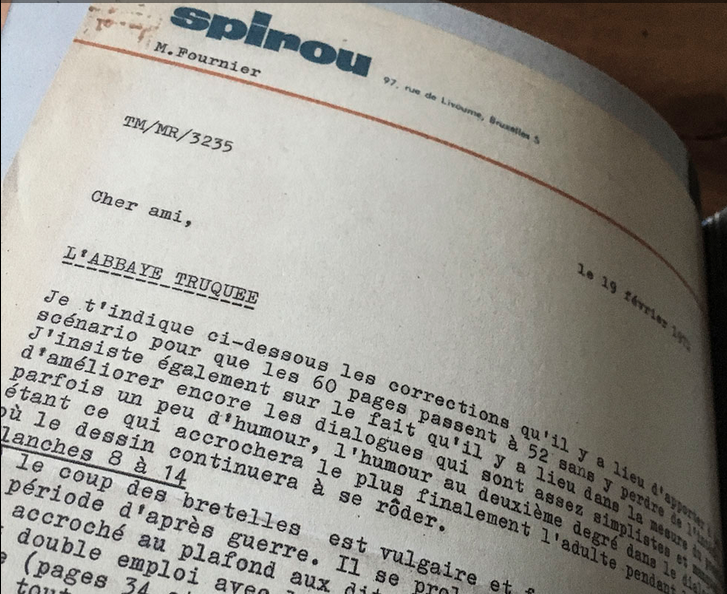 spirou
M. Fournier
97, rue de Livourne, Bruxelles 5
TM/MR/3235
Cher ami,
le 19 février
L'ABBAYE TRUQUEE
Je t'indique ci-dessous les corrections qu'il y a lieu d'apporter
scénario pour que les 60 pages passent à 52 sans y perdre de
J'insiste également sur le fait qu'il y a lieu dans la mesure du
d'améliorer encore les dialogues qui sont assez simplistes et
parfois un peu d'humour, l'humour au deuxième degré dans le
étant ce qui accrochera le plus finalement l'adulte pendant
où le dessin continuera à se rôder.
lanches 8 à 14
le coup des bretelles est vulgaire et
période d'après guerre. Il se
accroché au plafond aux
double emploi avec
(pages 34